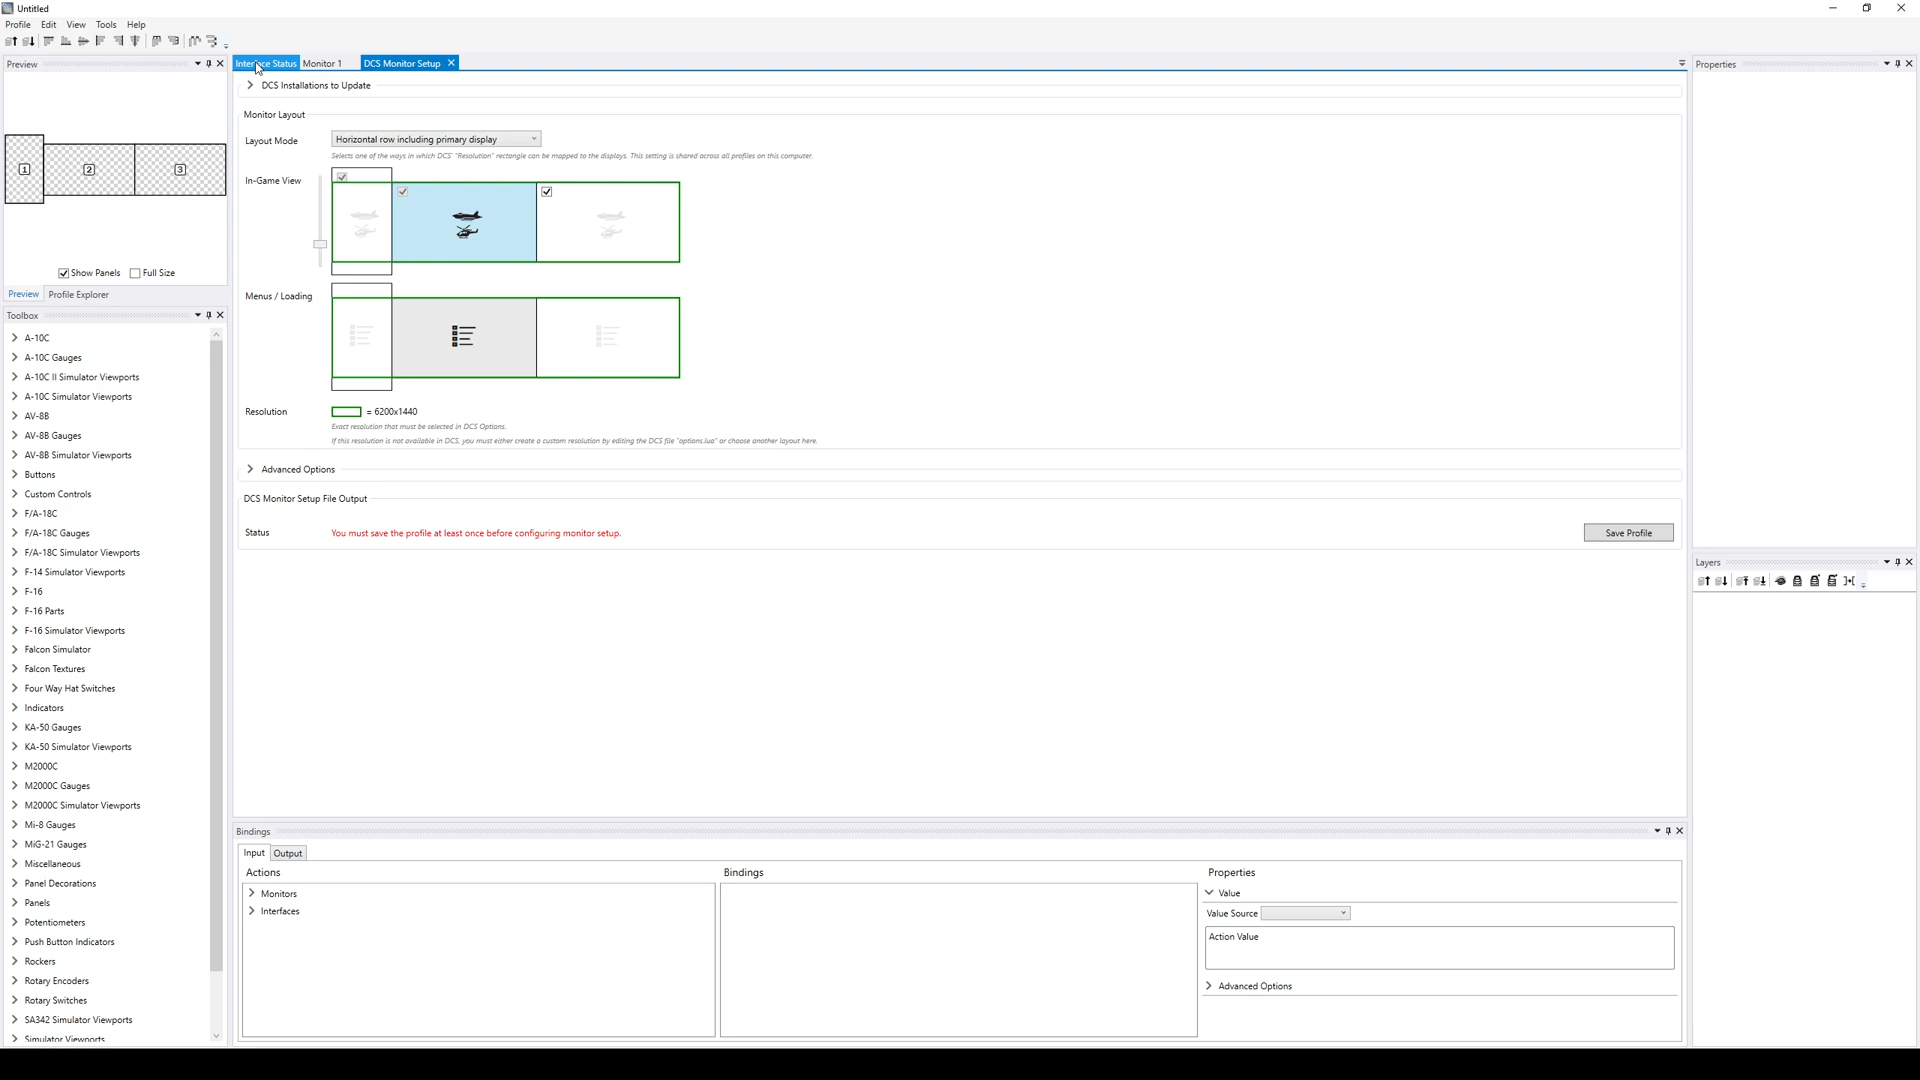 Untitled
Profile Edit View Tools Help
Preview
1 2 3
Show Panels Full Size
Preview Profile Explorer
Toolbox
A-10C
A-10C Gauges
A-10C II Simulator Viewports
A-10C Simulator Viewports
AV-8B
AV-8B Gauges
AV-8B Simulator Viewports
Buttons
Custom Controls
F/A-18C
F/A-18C Gauges
F/A-18C Simulator Viewports
F-14 Simulator Viewports
F-16
F-16 Parts
F-16 Simulator Viewports
Falcon Simulator
Falcon Textures
Four Way Hat Switches
Indicators
KA-50 Gauges
KA-50 Simulator Viewports
M2000C
M2000C Gauges
M2000C Simulator Viewports
Mi-8 Gauges
MiG-21 Gauges
Miscellaneous
Panel Decorations
Panels
Potentiometers
Push Button Indicators
Rockers
Rotary Encoders
Rotary Switches
SA342 Simulator Viewports
Simulator Viewports
Interface Status Monitor 1 DCS Monitor Setup
DCS Installations to Update
Monitor Layout
Layout Mode Horizontal row including primary display
Selects one of the ways in which DCS' "Resolution" rectangle can be mapped to the displays. This setting is shared across all profiles on this computer.
In-Game View
Menus / Loading
Resolution = 6200x1440
Exact resolution that must be selected in DCS Options.
If this resolution is not available in DCS, you must either create a custom resolution by editing the DCS file "options.lua" or choose another layout here.
Advanced Options
DCS Monitor Setup File Output
Status You must save the profile at least once before configuring monitor setup. Save Profile
Bindings
Input Output
Actions
Monitors
Interfaces
Bindings
Properties
Value
Value Source
Action Value
Advanced Options
Properties
Layers